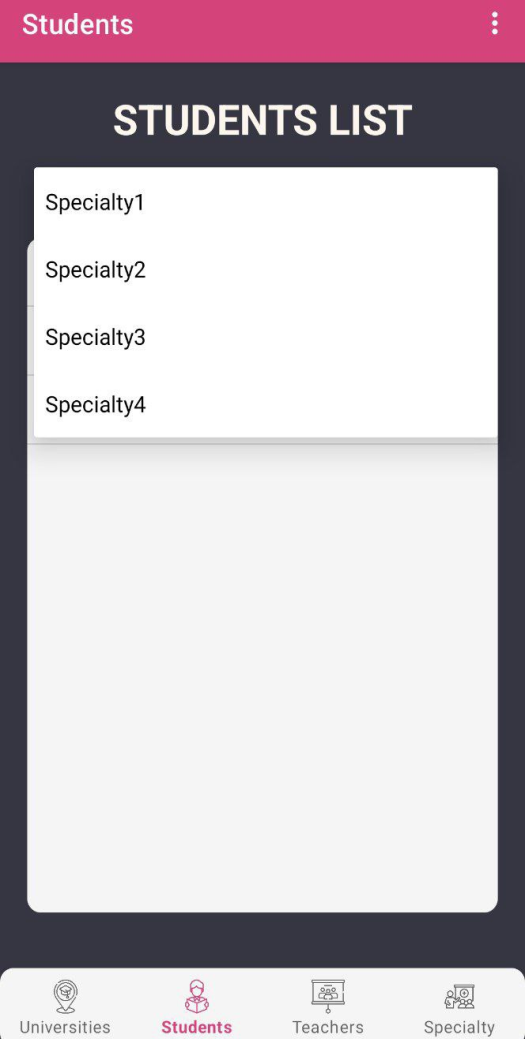 Students
STUDENTS LIST
Specialty1
Specialty2
Specialty3
Specialty4
Universities
Students
Teachers
Specialty